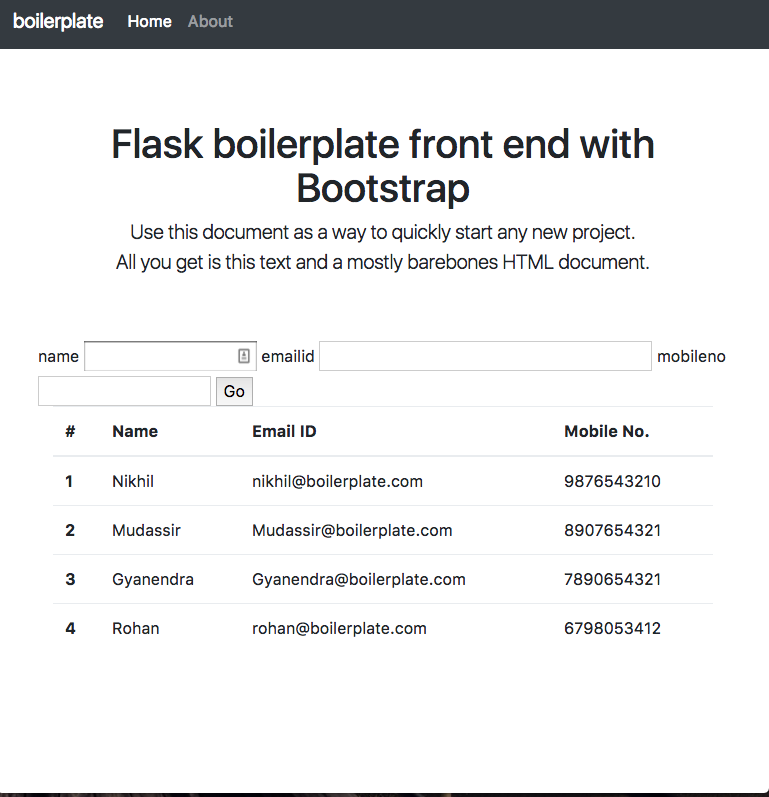 boilerplate Home About
Flask boilerplate front end with
Bootstrap
Use this document as a way to quickly start any new project.
All you get is this text and a mostly barebones HTML document.
name emailid mobileno
Go
# Name Email ID Mobile No.
1 Nikhil nikhil@boilerplate.com 9876543210
2 Mudassir Mudassir@boilerplate.com 8907654321
3 Gyanendra Gyanendra@boilerplate.com 7890654321
4 Rohan rohan@boilerplate.com 6798053412